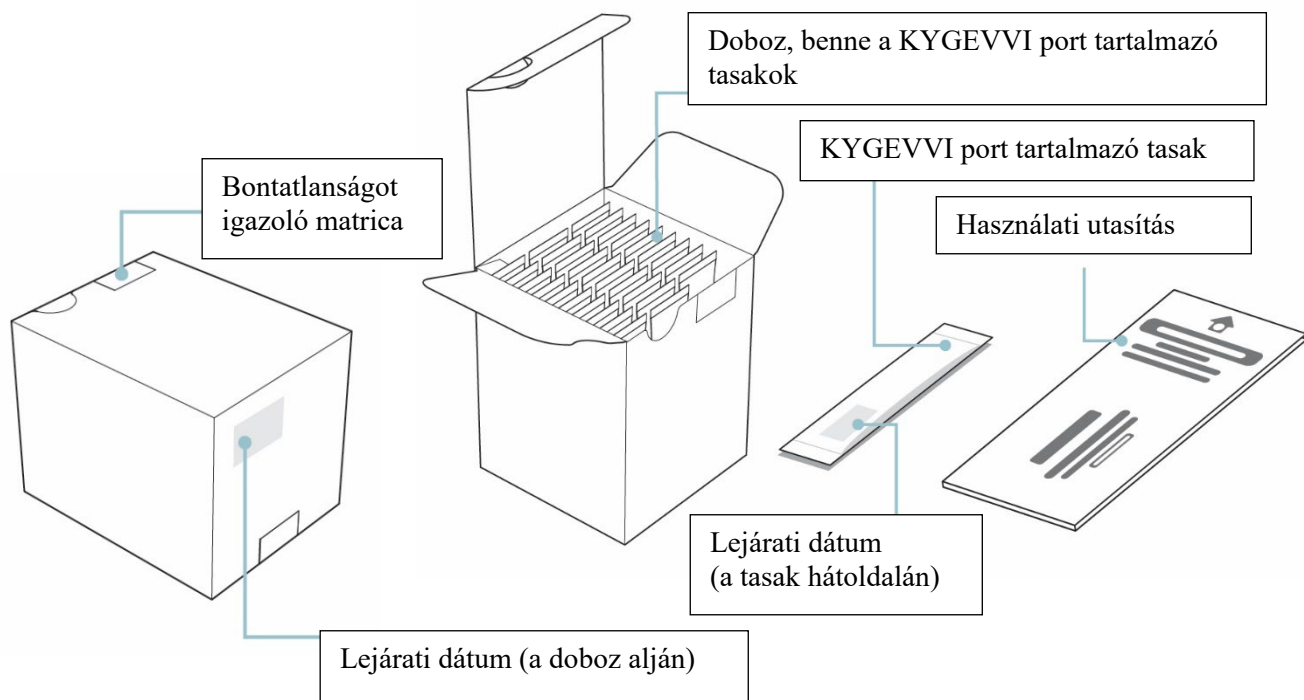 Doboz, benne a KYGEVVI port tartalmazó
tasakok
KYGEVVI port tartalmazó tasak
Bontatlanságot
igazoló matrica
Használati utasítás
Lejárati dátum
(a tasak hátoldalán)
Lejárati dátum (a doboz alján)